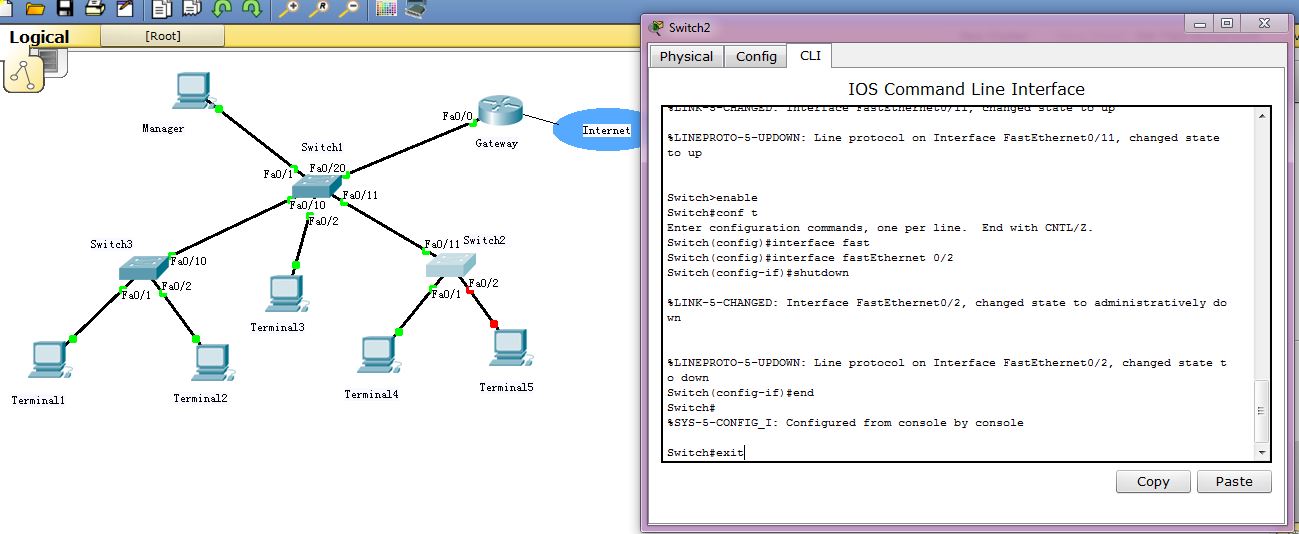 Logical
[Root]
Manager
Fa0/0
Gateway
Internet
Switch1
Fa0/1
Fa0/20
Fa0/10
Fa0/11
Fa0/2
Switch3
Fa0/10
Fa0/1
Fa0/2
Fa0/11
Switch2
Fa0/1
Fa0/2
Terminal3
Terminal1
Terminal2
Terminal4
Terminal5
Switch2
Physical
Config
CLI
IOS Command Line Interface
%LINK-5-CHANGED: Interface FastEthernet0/11, changed state to up
%LINEPROTO-5-UPDOWN: Line protocol on Interface FastEthernet0/11, changed state
to up
Switch>enable
Switch#conf t
Enter configuration commands, one per line.  End with CNTL/Z.
Switch(config)#interface fast
Switch(config)#interface fastEthernet 0/2
Switch(config-if)#shutdown
%LINK-5-CHANGED: Interface FastEthernet0/2, changed state to administratively do
wn
%LINEPROTO-5-UPDOWN: Line protocol on Interface FastEthernet0/2, changed state t
o down
Switch(config-if)#end
Switch#
%SYS-5-CONFIG_I: Configured from console by console
Switch#exit
Copy
Paste